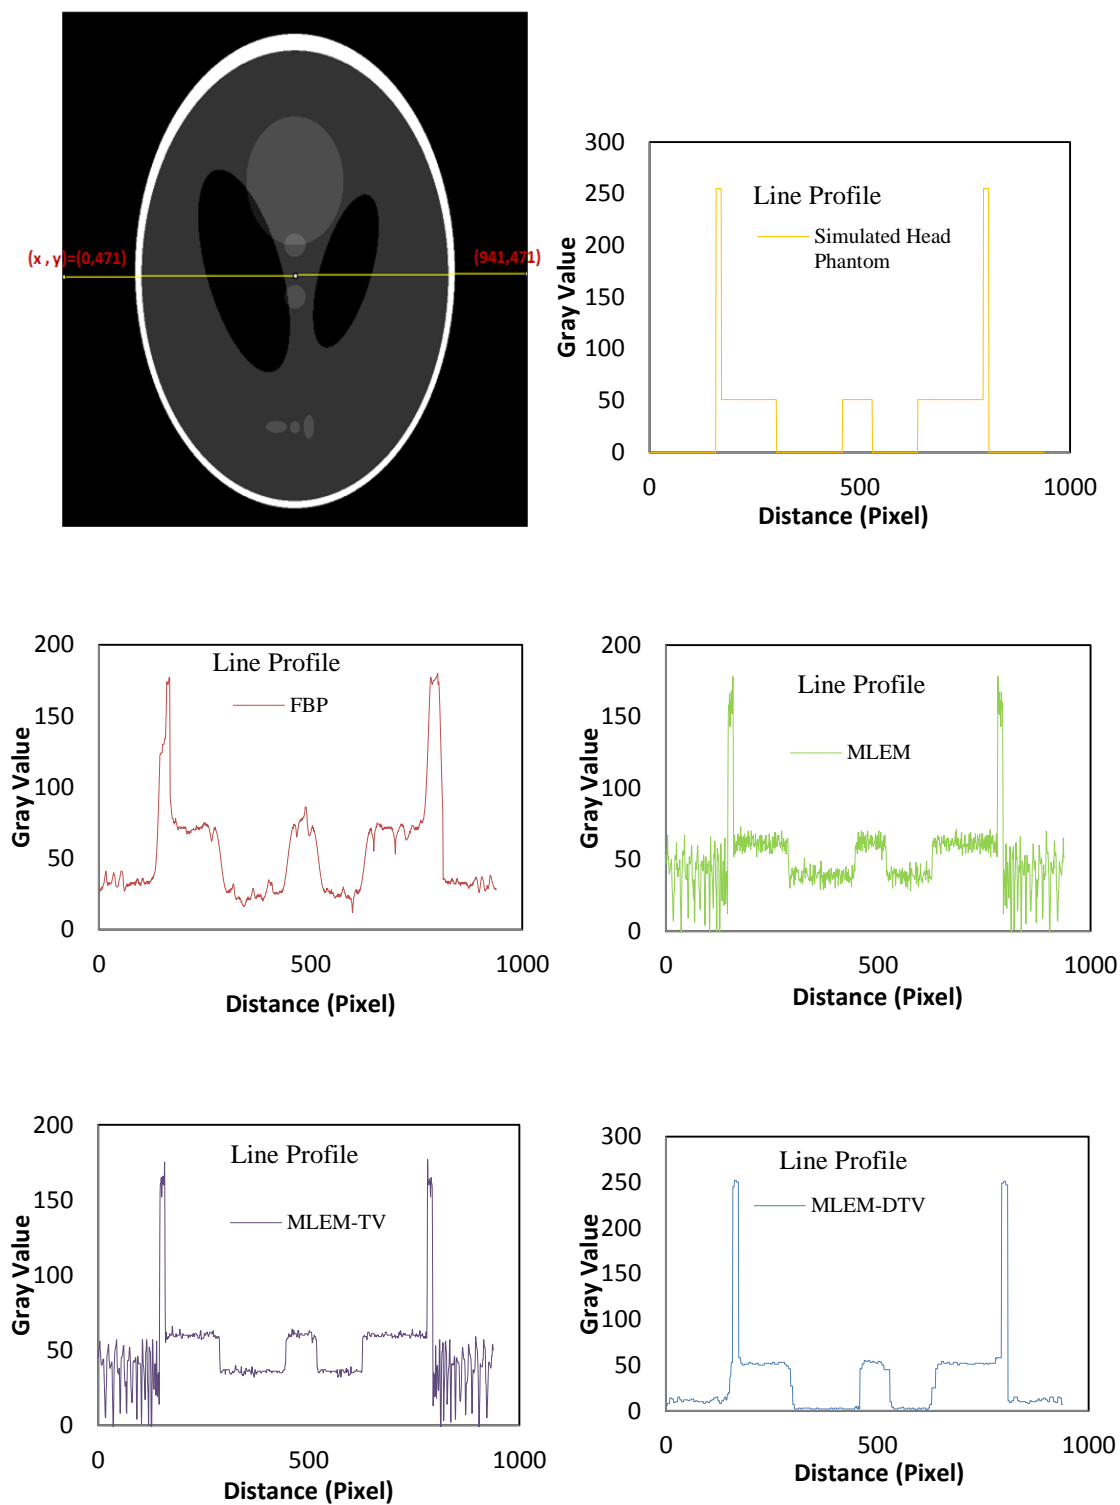 (x , y)=(0,471)
(941,471)
300
250
200
150
100
50
0
Gray Value
Line Profile
Simulated Head
Phantom
0
500
1000
Distance (Pixel)
200
150
100
50
0
Gray Value
Line Profile
FBP
0
500
1000
Distance (Pixel)
200
150
100
50
0
Gray Value
Line Profile
MLEM
0
500
1000
Distance (Pixel)
200
150
100
50
0
Gray Value
Line Profile
MLEM-TV
0
500
1000
Distance (Pixel)
300
250
200
150
100
50
0
Gray Value
Line Profile
MLEM-DTV
0
500
1000
Distance (Pixel)